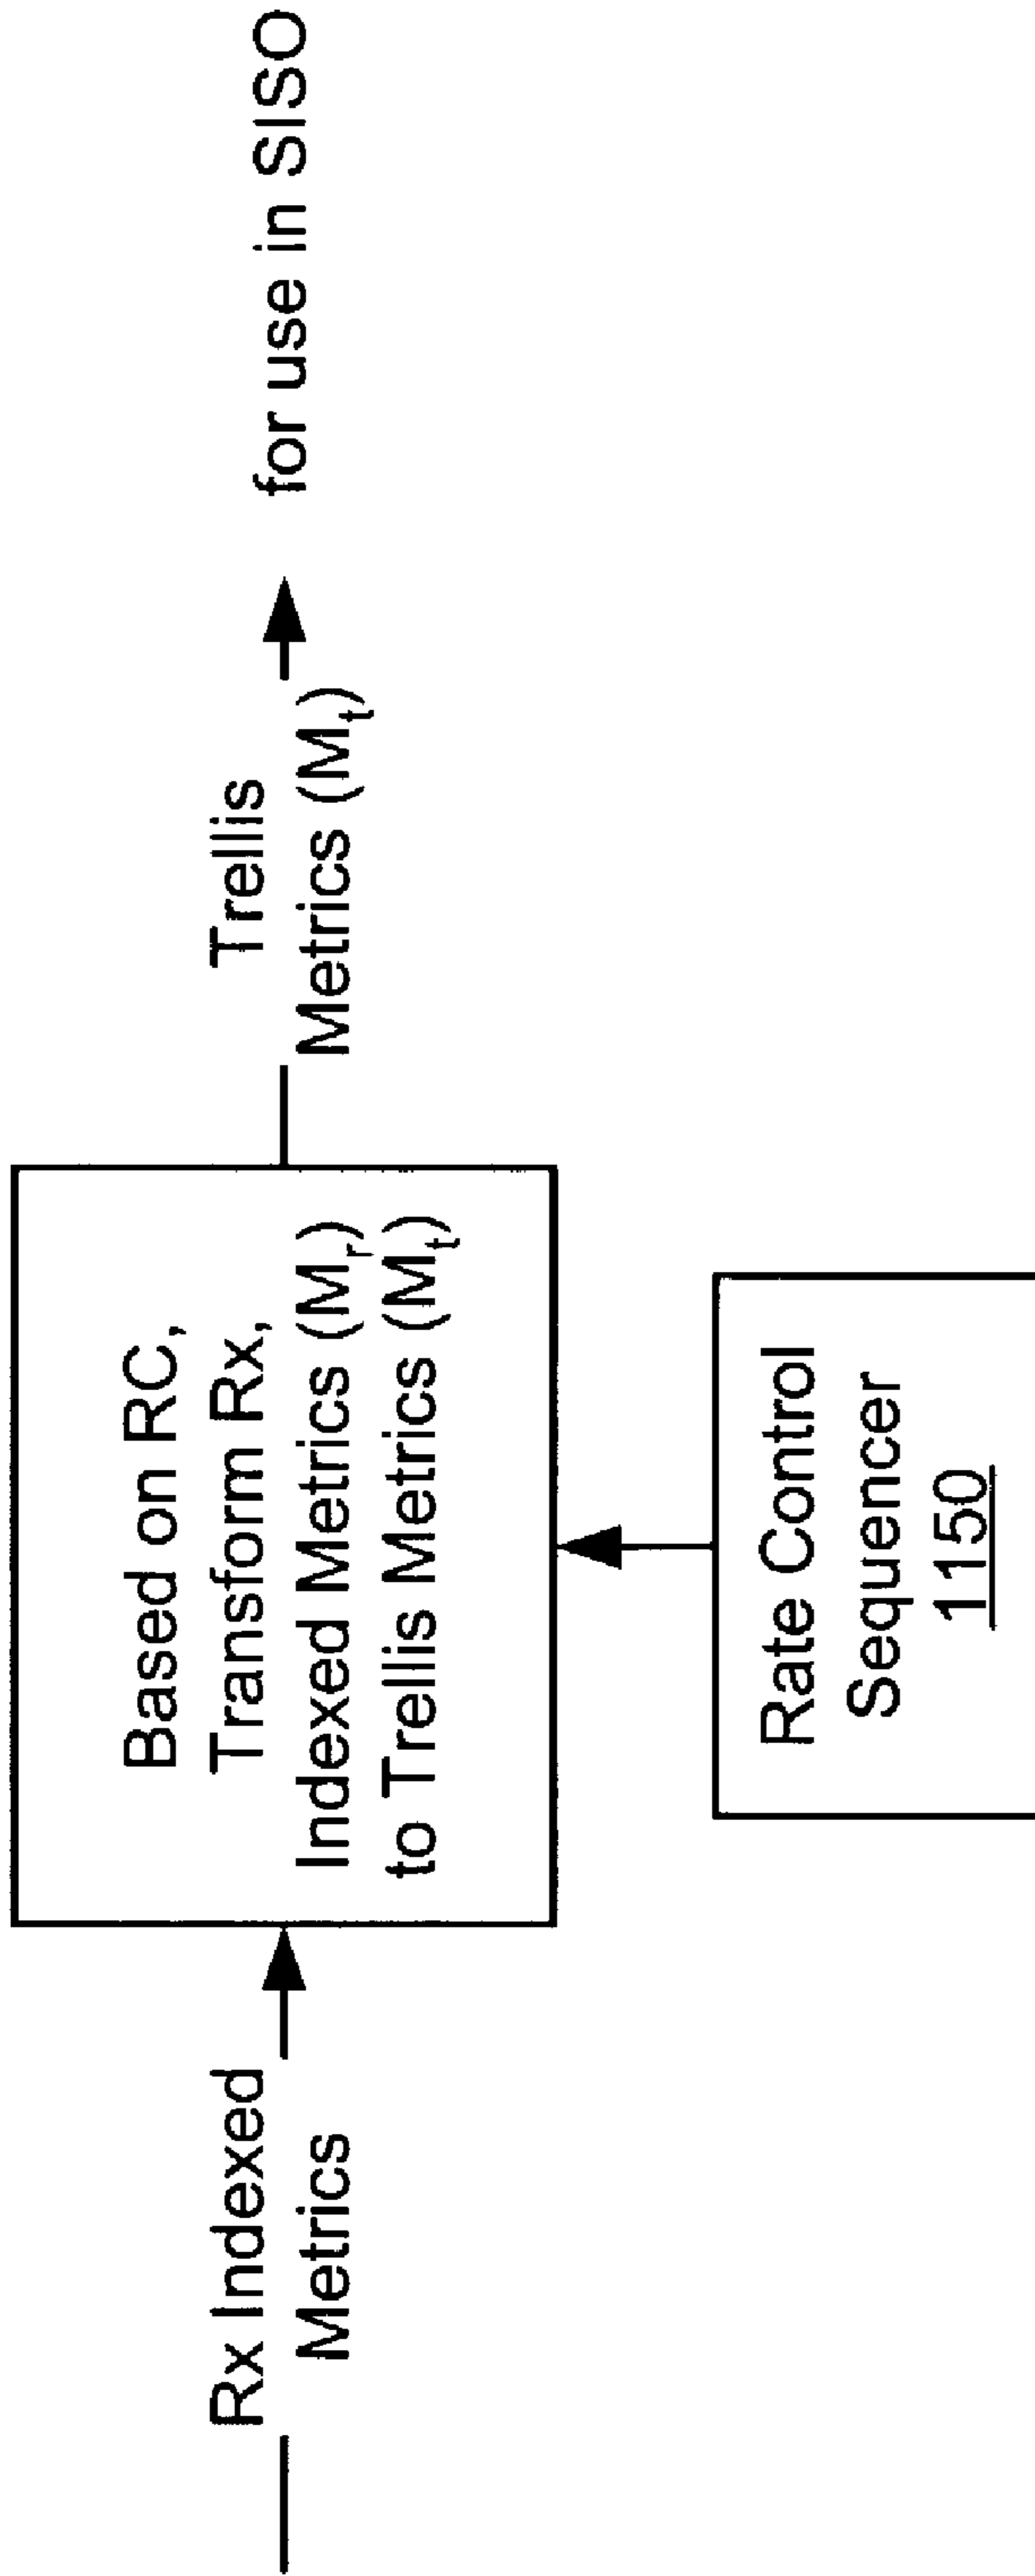 Rx Indexed
Metrics
Based on RC,
Transform Rx,
Indexed Metrics (Mr)
to Trellis Metrics (Mt)
Trellis
Metrics (Mt)
for use in SISO
Rate Control
Sequencer
1150